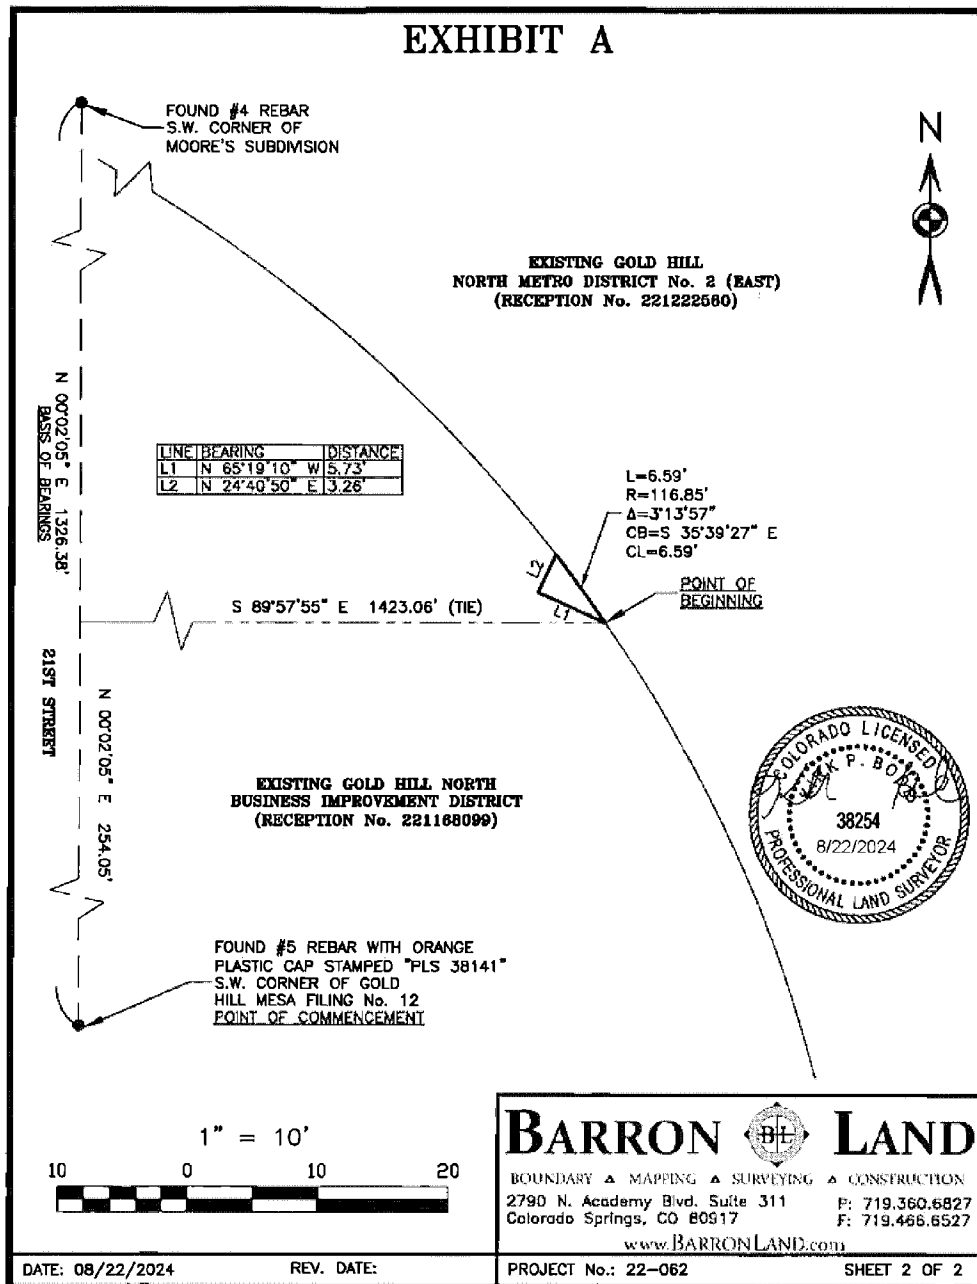 EXHIBIT A
FOUND #4 REBAR
S.W. CORNER OF
MOORE'S SUBDIVISION
N
EXISTING GOLD HILL
NORTH METRO DISTRICT No. 2 (EAST)
(RECEPTION No. 221222560)
N 00°02'05" E 1326.38'
BASIS OF BEARINGS
LINE BEARING DISTANCE
L1 N 65°19'10" W 5.73'
L2 N 24°40'50" E 3.26'
L=6.59'
R=116.85'
Δ=3°13'57"
CB=S 35°39'27" E
CL=6.59'
L2
L1
POINT OF
BEGINNING
S 89°57'55" E 1423.06' (TIE)
21ST STREET
N 00°02'05" E 254.05'
EXISTING GOLD HILL NORTH
BUSINESS IMPROVEMENT DISTRICT
(RECEPTION No. 221168099)
COLORADO LICENSED
P. 
38254
8/22/2024
PROFESSIONAL LAND SURVEYOR
FOUND #5 REBAR WITH ORANGE
PLASTIC CAP STAMPED "PLS 38141"
S.W. CORNER OF GOLD
HILL MESA FILING No. 12
POINT OF COMMENCEMENT
1" = 10'
10 0 10 20
BARRON BL LAND
BOUNDARY ▲ MAPPING ▲ SURVEYING ▲ CONSTRUCTION
2790 N. Academy Blvd. Suite 311 P: 719.360.6827
Colorado Springs, CO 80917 F: 719.466.6527
www.BARRONLAND.com
DATE: 08/22/2024 REV. DATE: PROJECT No.: 22-062 SHEET 2 OF 2